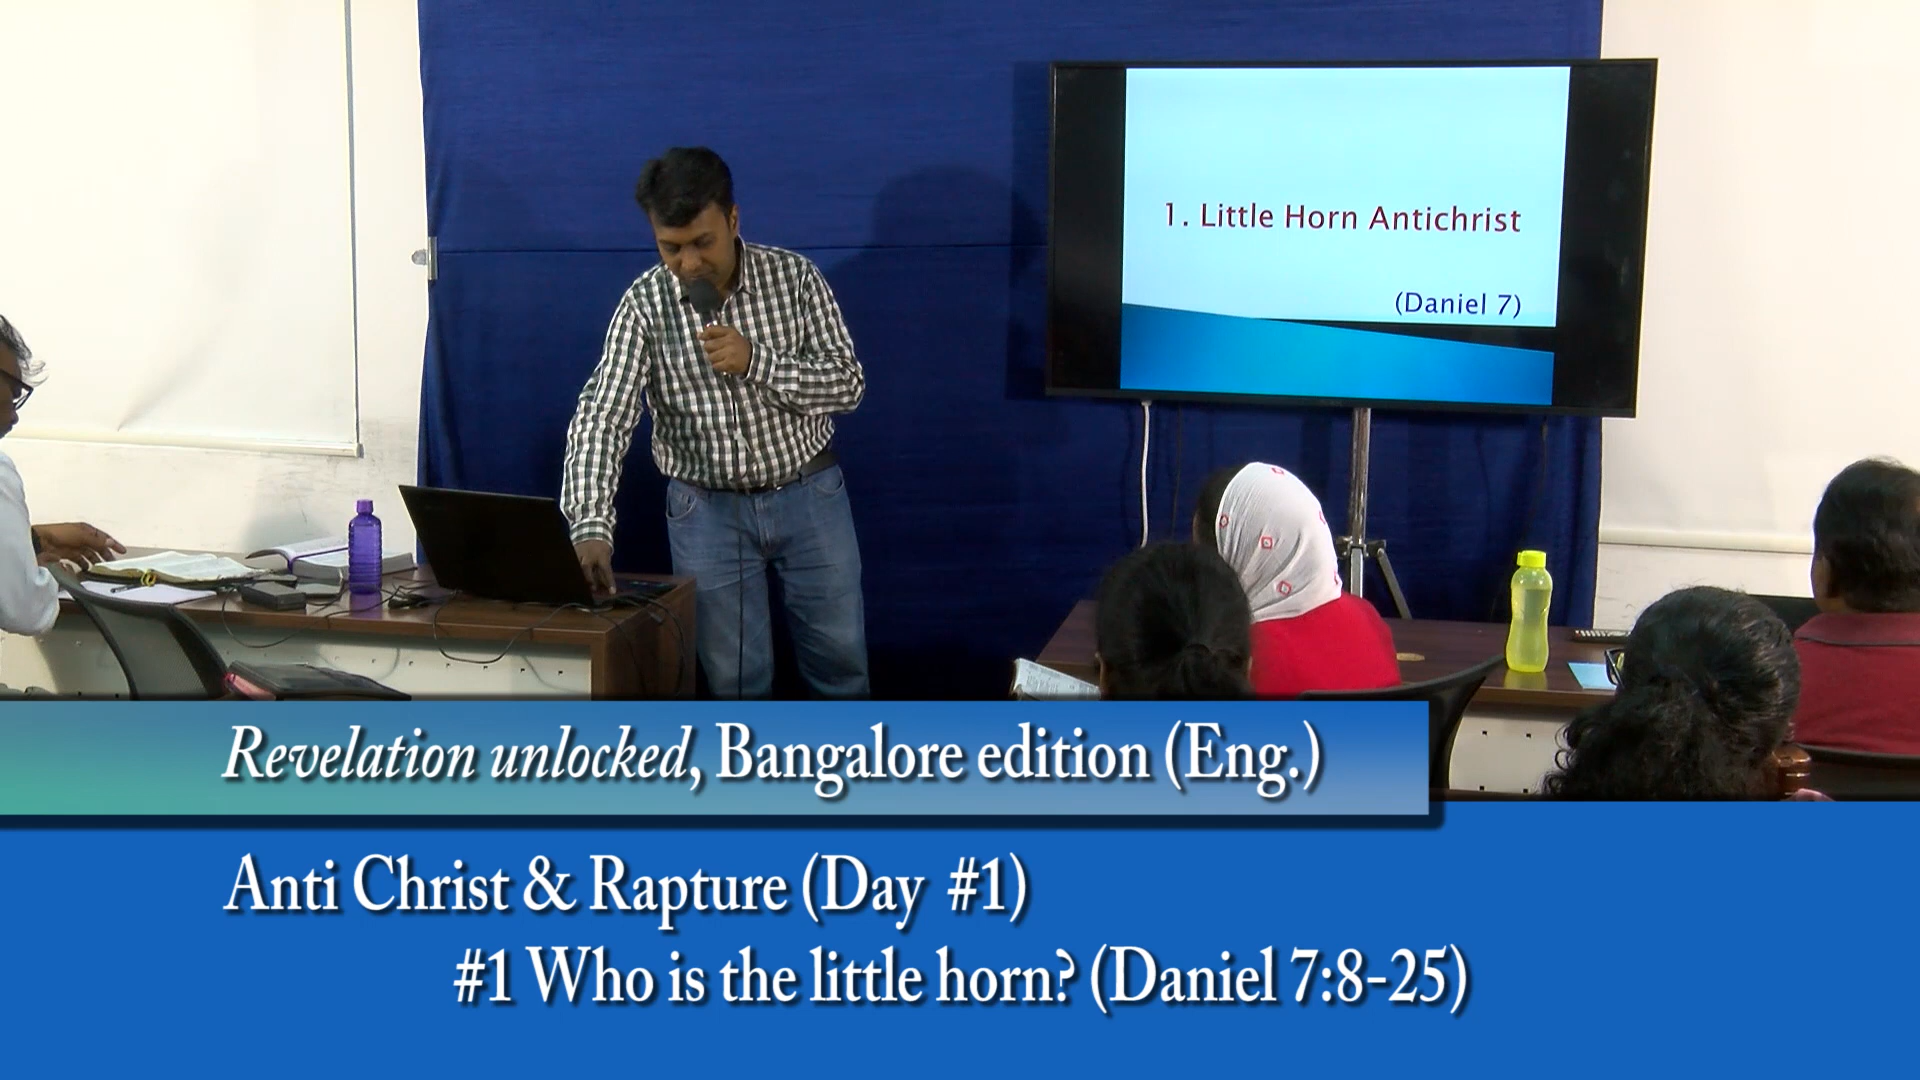 1. Little Horn Antichrist
(Daniel 7)
Revelation unlocked, Bangalore edition (Eng.)
Anti Christ & Rapture (Day #1)
#1 Who is the little horn? (Daniel 7:8-25)